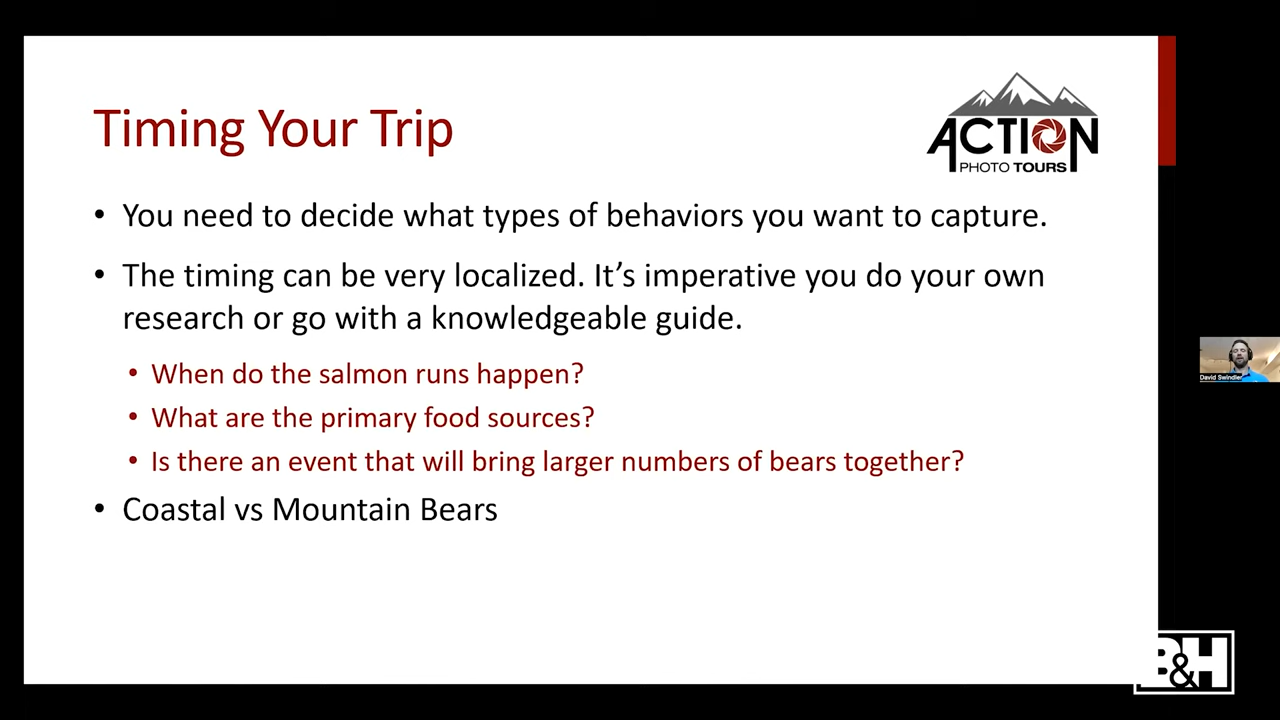 Timing Your Trip
ACTION
PHOTO TOURS
• You need to decide what types of behaviors you want to capture.
• The timing can be very localized. It’s imperative you do your own
research or go with a knowledgeable guide.
• When do the salmon runs happen?
• What are the primary food sources?
• Is there an event that will bring larger numbers of bears together?
• Coastal vs Mountain Bears
David Swindler
B&H